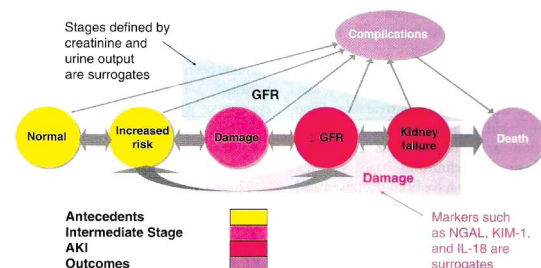 Stages defined by
creatinine and
urine output
are surrogates
Complications
GFR
Normal
Increased
risk
Damage
↓ GFR
Kidney
failure
Death
Damage
Antecedents
Intermediate Stage
AKI
Outcomes
Markers such
as NGAL, KIM-1,
and IL-18 are
surrogates